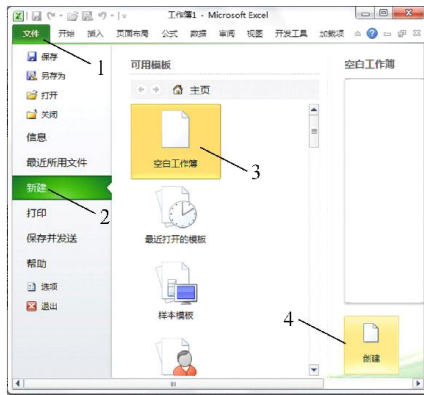 工作簿1 - Microsoft Excel
文件 开始 插入 页面布局 公式 数据 审阅 视图 开发工具 加载项
保存
另存为
打开
关闭
信息
最近所用文件
新建
打印
保存并发送
帮助
选项
退出
1
2
可用模板
主页
空白工作簿
3
最近打开的模板
样本模板
空白工作簿
4
创建